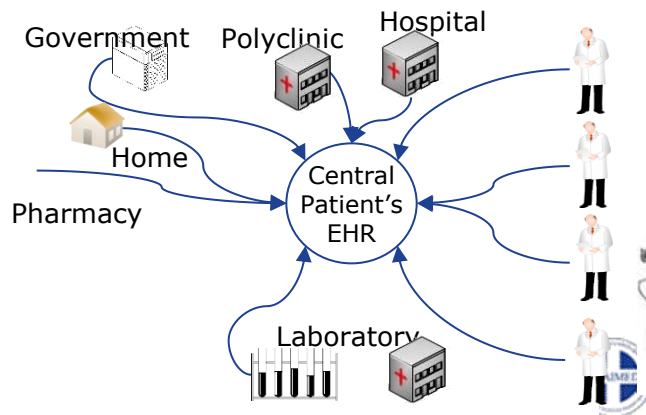 Government
Polyclinic
Hospital
Home
Pharmacy
Central
Patient's
EHR
Laboratory